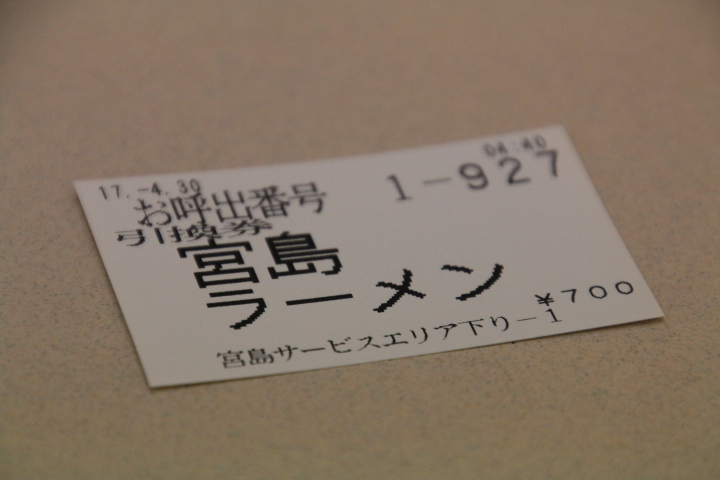 17.-4.30 04:40
お呼出番号 1-927
引換券
宮島
ラーメン
¥700
宮島サービスエリア下り-1